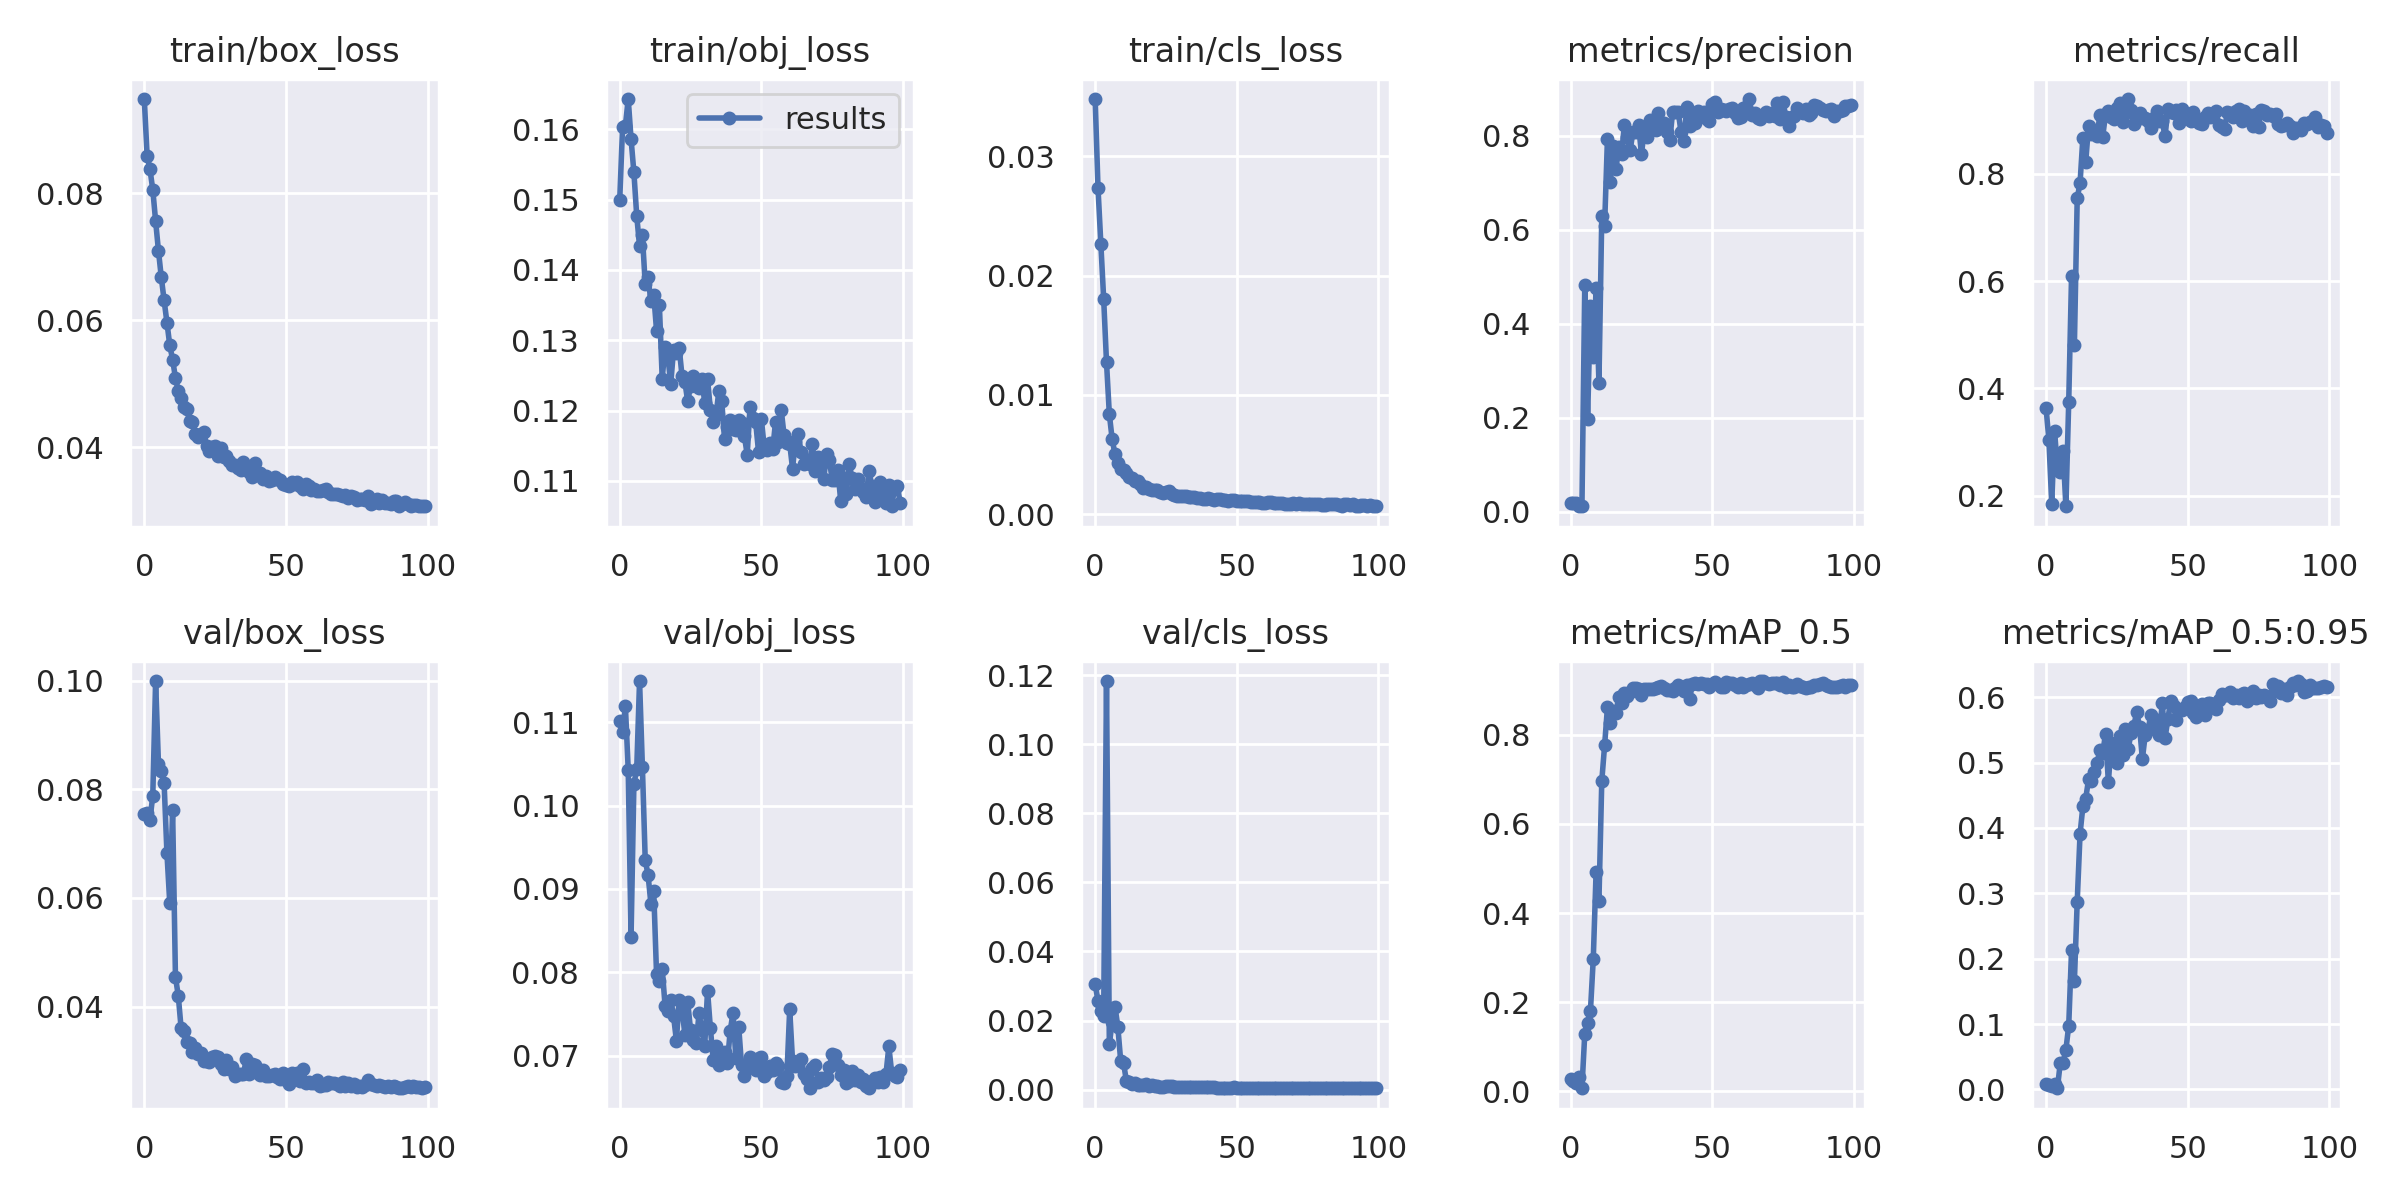 train/box_loss
0.08
0.06
0.04
0 50 100
train/obj_loss
results
0.16
0.15
0.14
0.13
0.12
0.11
0 50 100
train/cls_loss
0.03
0.02
0.01
0.00
0 50 100
metrics/precision
0.8
0.6
0.4
0.2
0.0
0 50 100
metrics/recall
0.8
0.6
0.4
0.2
0 50 100
val/box_loss
0.10
0.08
0.06
0.04
0 50 100
val/obj_loss
0.11
0.10
0.09
0.08
0.07
0 50 100
val/cls_loss
0.12
0.10
0.08
0.06
0.04
0.02
0.00
0 50 100
metrics/mAP_0.5
0.8
0.6
0.4
0.2
0.0
0 50 100
metrics/mAP_0.5:0.95
0.6
0.5
0.4
0.3
0.2
0.1
0.0
0 50 100